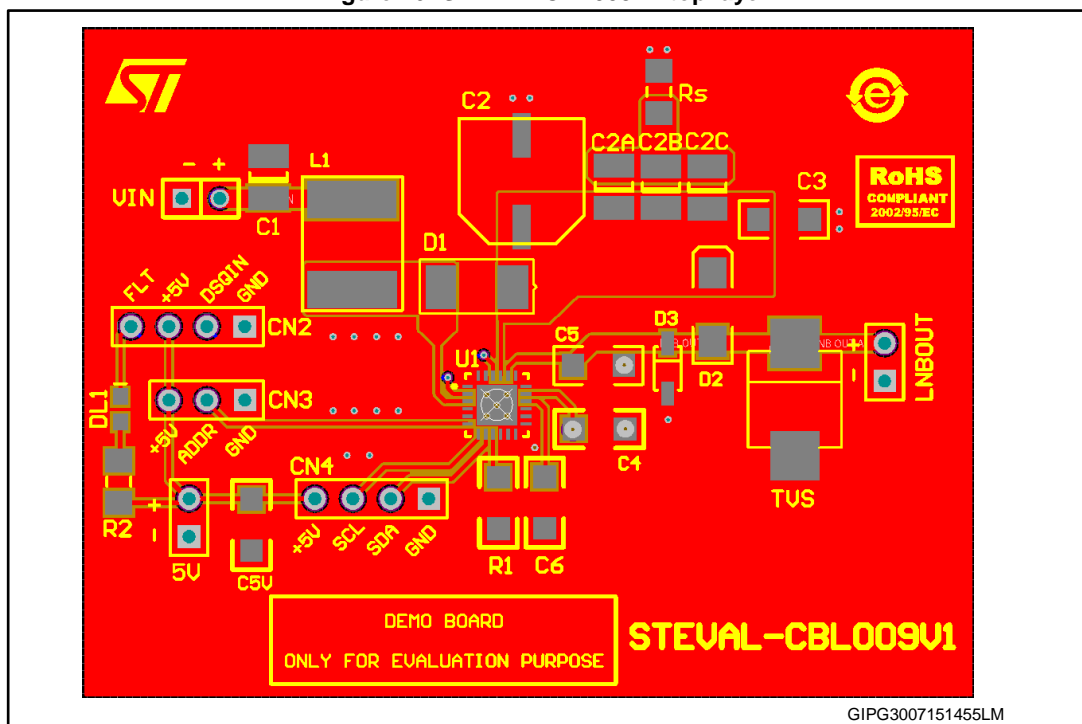 ST
C2
Rs
e
C2A C2B C2C
RoHS
COMPLIANT
2002/95/EC
L1
- +
VIN
C1
C3
D1
FLT +5V DSQIN GND
CN2
C5
D3
U1
D2
+
-
LNBOUT
DL1
CN3
+5V ADDR GND
C4
CN4
TVS
R2
+
-
5V
C5V
+5V SCL SDA GND
R1
C6
DEMO BOARD
ONLY FOR EVALUATION PURPOSE
STEVAL-CBL009V1
GIPG3007151455LM